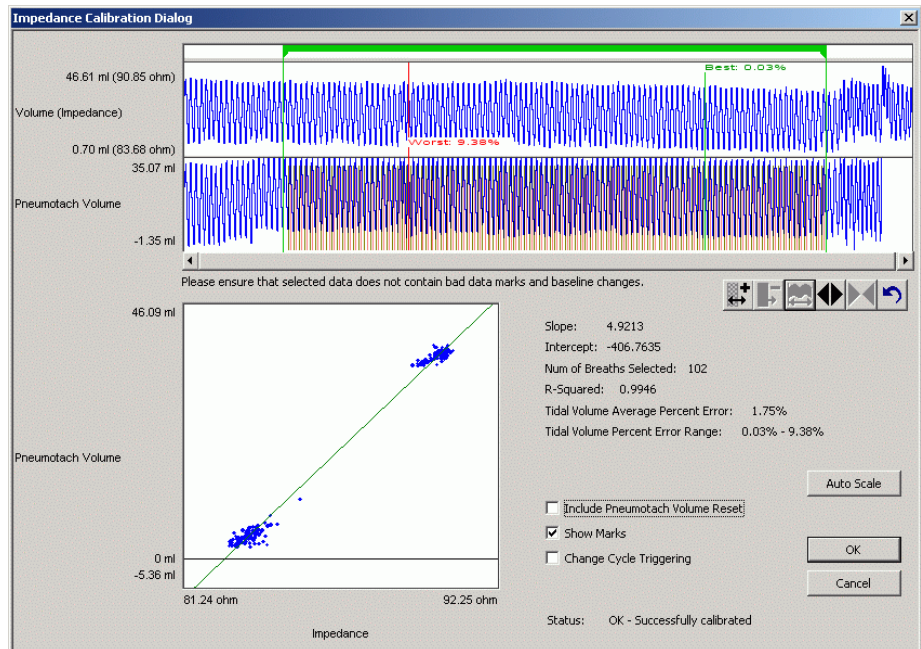 Impedance Calibration Dialog
Best: 0.03%
46.61 ml (90.85 ohm)
Volume (Impedance)
Worst: 9.38%
0.70 ml (83.68 ohm)
35.07 ml
Pneumotach Volume
-1.35 ml
Please ensure that selected data does not contain bad data marks and baseline changes.
46.09 ml
Slope: 4.9213
Intercept: -406.7635
Num of Breaths Selected: 102
R-Squared: 0.9946
Tidal Volume Average Percent Error: 1.75%
Tidal Volume Percent Error Range: 0.03% - 9.38%
Pneumotach Volume
Auto Scale
Include Pneumotach Volume Reset
Show Marks
OK
0 ml
Change Cycle Triggering
-5.36 ml
Cancel
81.24 ohm 92.25 ohm
Status: OK - Successfully calibrated
Impedance